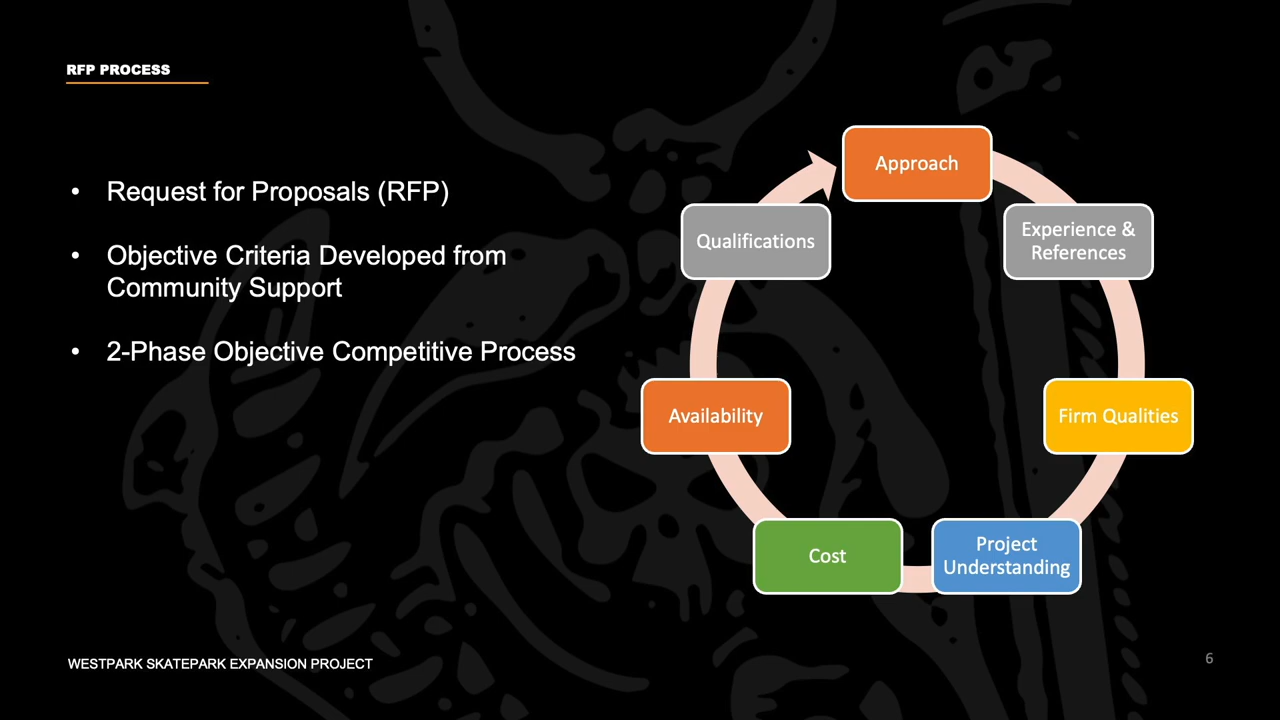 RFP PROCESS
• Request for Proposals (RFP)
• Objective Criteria Developed from
Community Support
• 2-Phase Objective Competitive Process
Approach
Experience &
References
Firm Qualities
Project
Understanding
Cost
Availability
Qualifications
WESTPARK SKATEPARK EXPANSION PROJECT
6